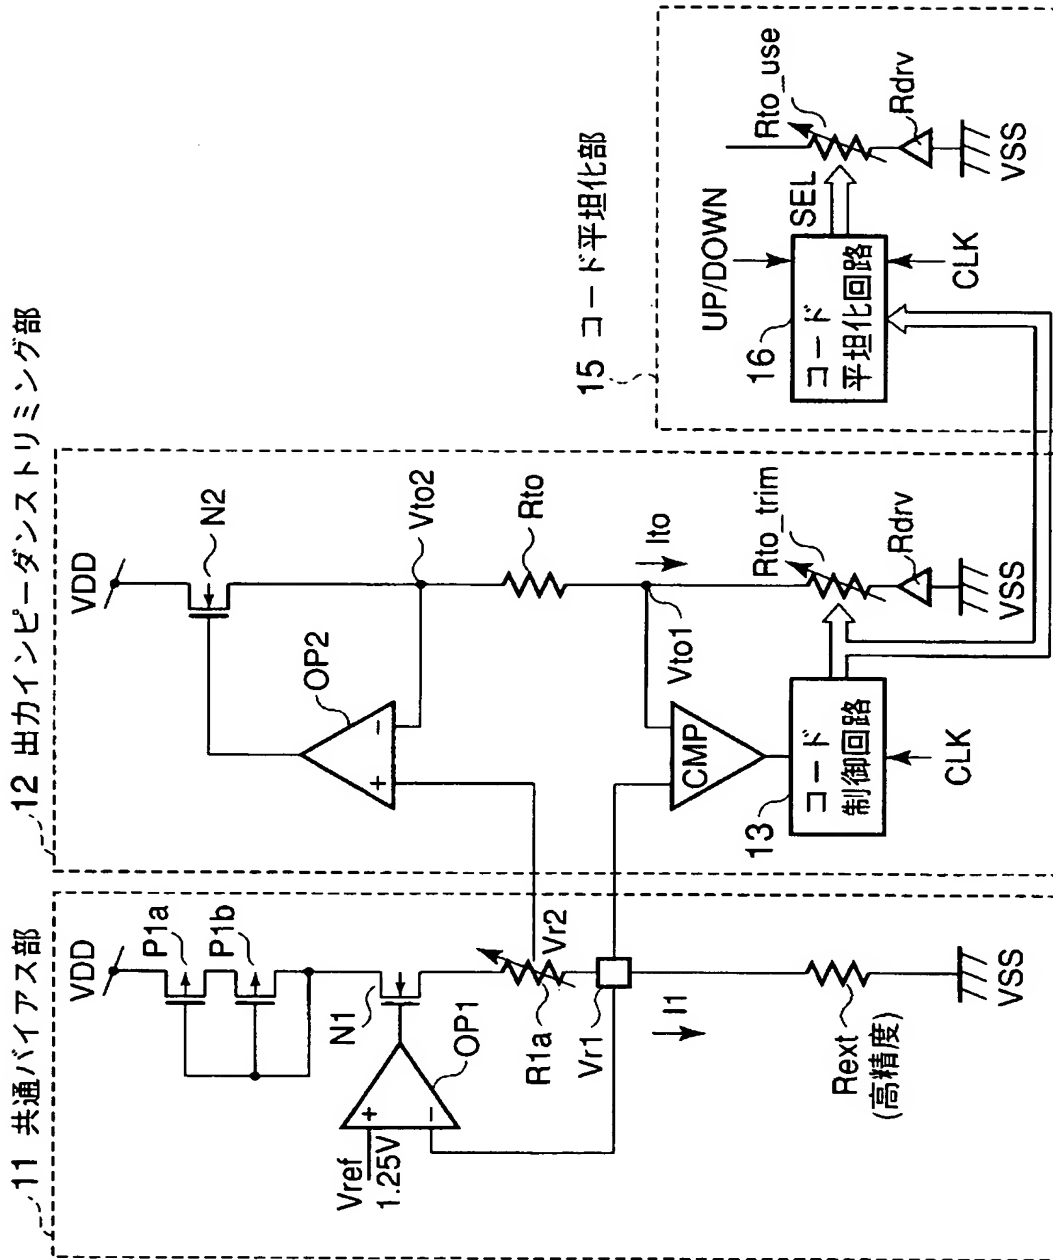 11 共通バイアス部
VDD
P1a
P1b
N1
OP1
+
-
Vref
1.25V
R1a
Vr2
Vr1
I1
Rext
(高精度)
VSS
12 出力インピーダンストリミング部
VDD
N2
OP2
+
-
Vto2
Rto
Vto1
Ito
CMP
13
コード
制御回路
CLK
Rto_trim
Rdrv
VSS
15 コード平坦化部
UP/DOWN
16
コード
平坦化回路
SEL
CLK
Rto_use
Rdrv
VSS